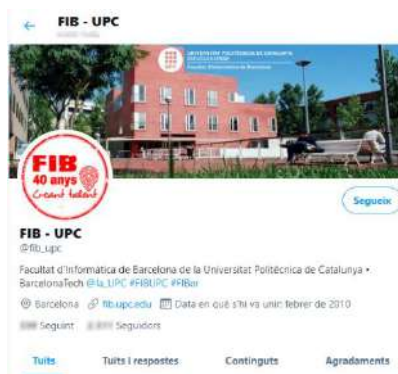 FIB - UPC
UNIVERSITAT POLITÈCNICA DE CATALUNYA
BARCELONATECH
Facultat d'Informàtica de Barcelona
FIB
40 anys
Creant talent
Segueix
FIB - UPC
@fib_upc
Facultat d'Informàtica de Barcelona de la Universitat Politècnica de Catalunya •
BarcelonaTech @la_UPC #FIBUPC #FIBer
Barcelona fib.upc.edu Data en què s'hi va unir: febrer de 2010
Seguint Seguidors
Tuits Tuits i respostes Continguts Agradaments